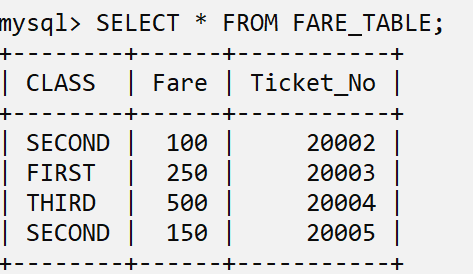 mysql> SELECT * FROM FARE_TABLE;
+--------+------+-----------+
| CLASS  | Fare | Ticket_No |
+--------+------+-----------+
| SECOND |  100 |     20002 |
| FIRST  |  250 |     20003 |
| THIRD  |  500 |     20004 |
| SECOND |  150 |     20005 |
+--------+------+-----------+